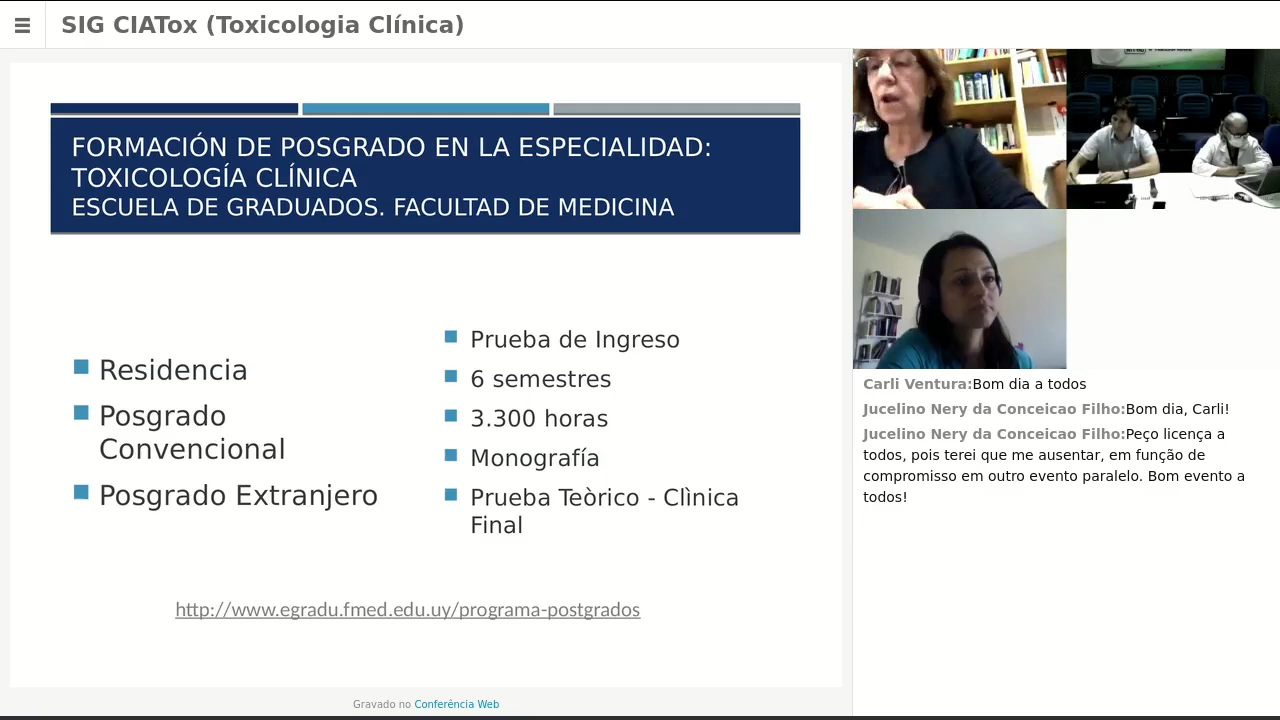 SIG CIATox (Toxicologia Clínica)
FORMACIÓN DE POSGRADO EN LA ESPECIALIDAD:
TOXICOLOGÍA CLÍNICA
ESCUELA DE GRADUADOS. FACULTAD DE MEDICINA
Residencia
Posgrado
Convencional
Posgrado Extranjero
Prueba de Ingreso
6 semestres
3.300 horas
Monografía
Prueba Teòrico - Clìnica
Final
http://www.egradu.fmed.edu.uy/programa-postgrados
Gravado no Conferência Web
Carli Ventura:Bom dia a todos
Jucelino Nery da Conceicao Filho:Bom dia, Carli!
Jucelino Nery da Conceicao Filho:Peço licença a
todos, pois terei que me ausentar, em função de
compromisso em outro evento paralelo. Bom evento a
todos!